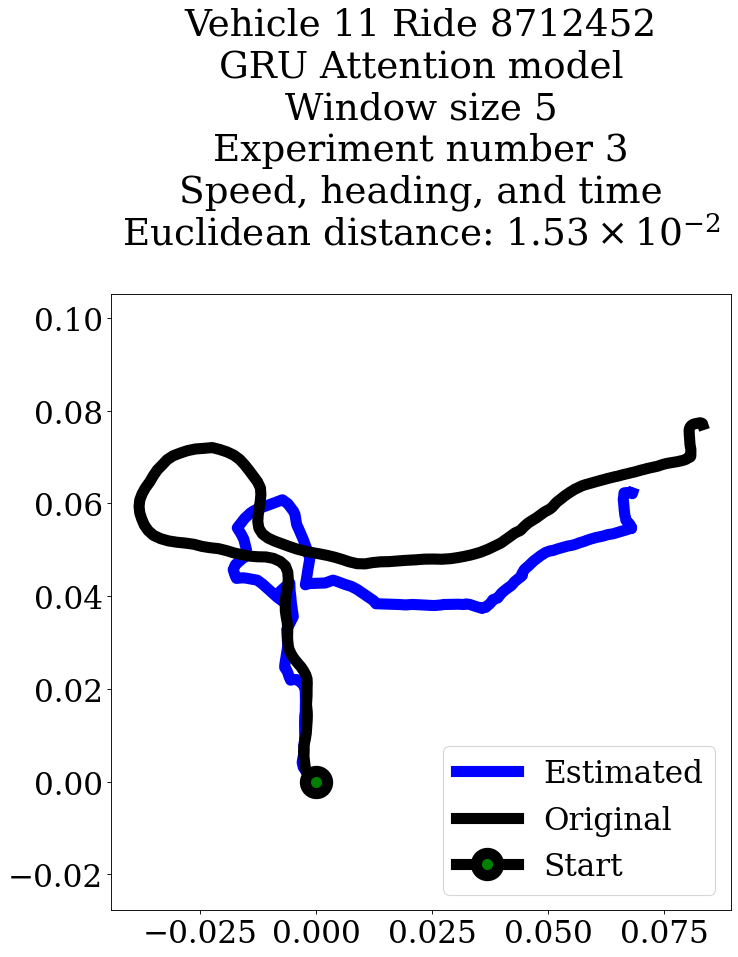 Vehicle 11 Ride 8712452
GRU Attention model
Window size 5
Experiment number 3
Speed, heading, and time
Euclidean distance: 1.53 × 10⁻²
0.10
0.08
0.06
0.04
0.02
0.00
−0.02
−0.025 0.000 0.025 0.050 0.075
Estimated
Original
Start